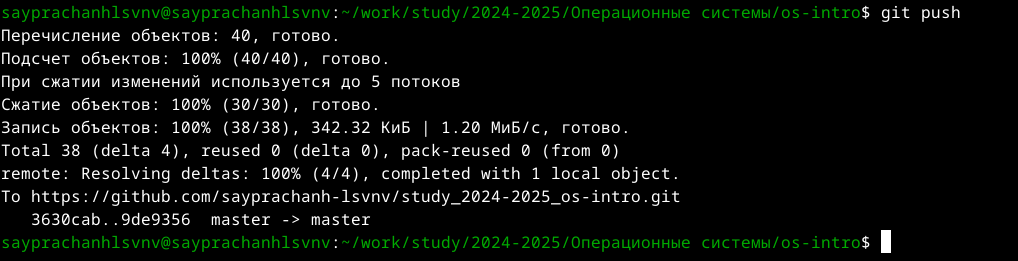 sayprachanhlsvnv@sayprachanhlsvnv:~/work/study/2024-2025/Операционные системы/os-intro$ git push
Перечисление объектов: 40, готово.
Подсчет объектов: 100% (40/40), готово.
При сжатии изменений используется до 5 потоков
Сжатие объектов: 100% (30/30), готово.
Запись объектов: 100% (38/38), 342.32 КиБ | 1.20 МиБ/с, готово.
Total 38 (delta 4), reused 0 (delta 0), pack-reused 0 (from 0)
remote: Resolving deltas: 100% (4/4), completed with 1 local object.
To https://github.com/sayprachanh-lsvnv/study_2024-2025_os-intro.git
   3630cab..9de9356  master -> master
sayprachanhlsvnv@sayprachanhlsvnv:~/work/study/2024-2025/Операционные системы/os-intro$